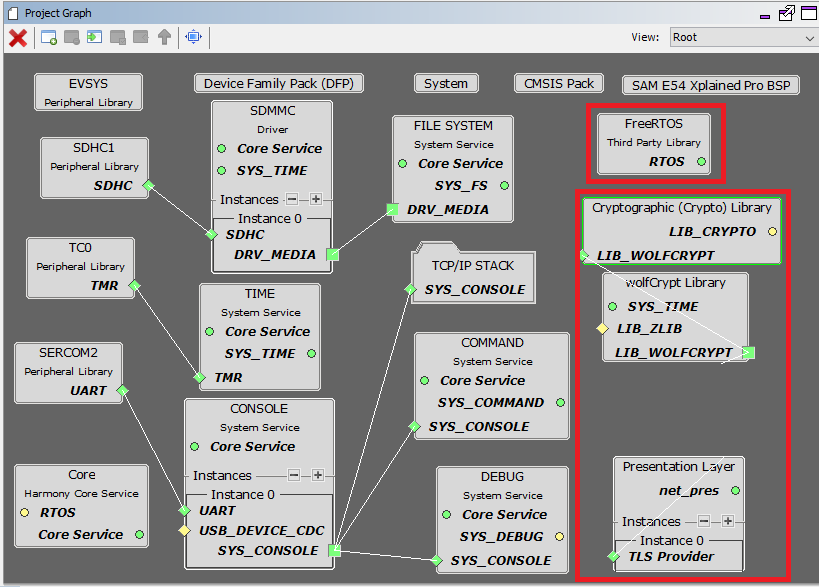 Project Graph
View: Root
EVSYS
Peripheral Library
Device Family Pack (DFP)
System
CMSIS Pack
SAM E54 Xplained Pro BSP
SDHC1
Peripheral Library
SDHC
SDMMC
Driver
Core Service
SYS_TIME
Instances
Instance 0
SDHC
DRV_MEDIA
FILE SYSTEM
System Service
Core Service
SYS_FS
DRV_MEDIA
FreeRTOS
Third Party Library
RTOS
Cryptographic (Crypto) Library
LIB_CRYPTO
LIB_WOLFCRYPT
TC0
Peripheral Library
TMR
TIME
System Service
Core Service
SYS_TIME
TMR
TCP/IP STACK
SYS_CONSOLE
wolfCrypt Library
SYS_TIME
LIB_ZLIB
LIB_WOLFCRYPT
SERCOM2
Peripheral Library
UART
COMMAND
System Service
Core Service
SYS_COMMAND
SYS_CONSOLE
CONSOLE
System Service
Core Service
Instances
Instance 0
UART
USB_DEVICE_CDC
SYS_CONSOLE
Core
Harmony Core Service
RTOS
Core Service
DEBUG
System Service
Core Service
SYS_DEBUG
SYS_CONSOLE
Presentation Layer
net_pres
Instances
Instance 0
TLS Provider